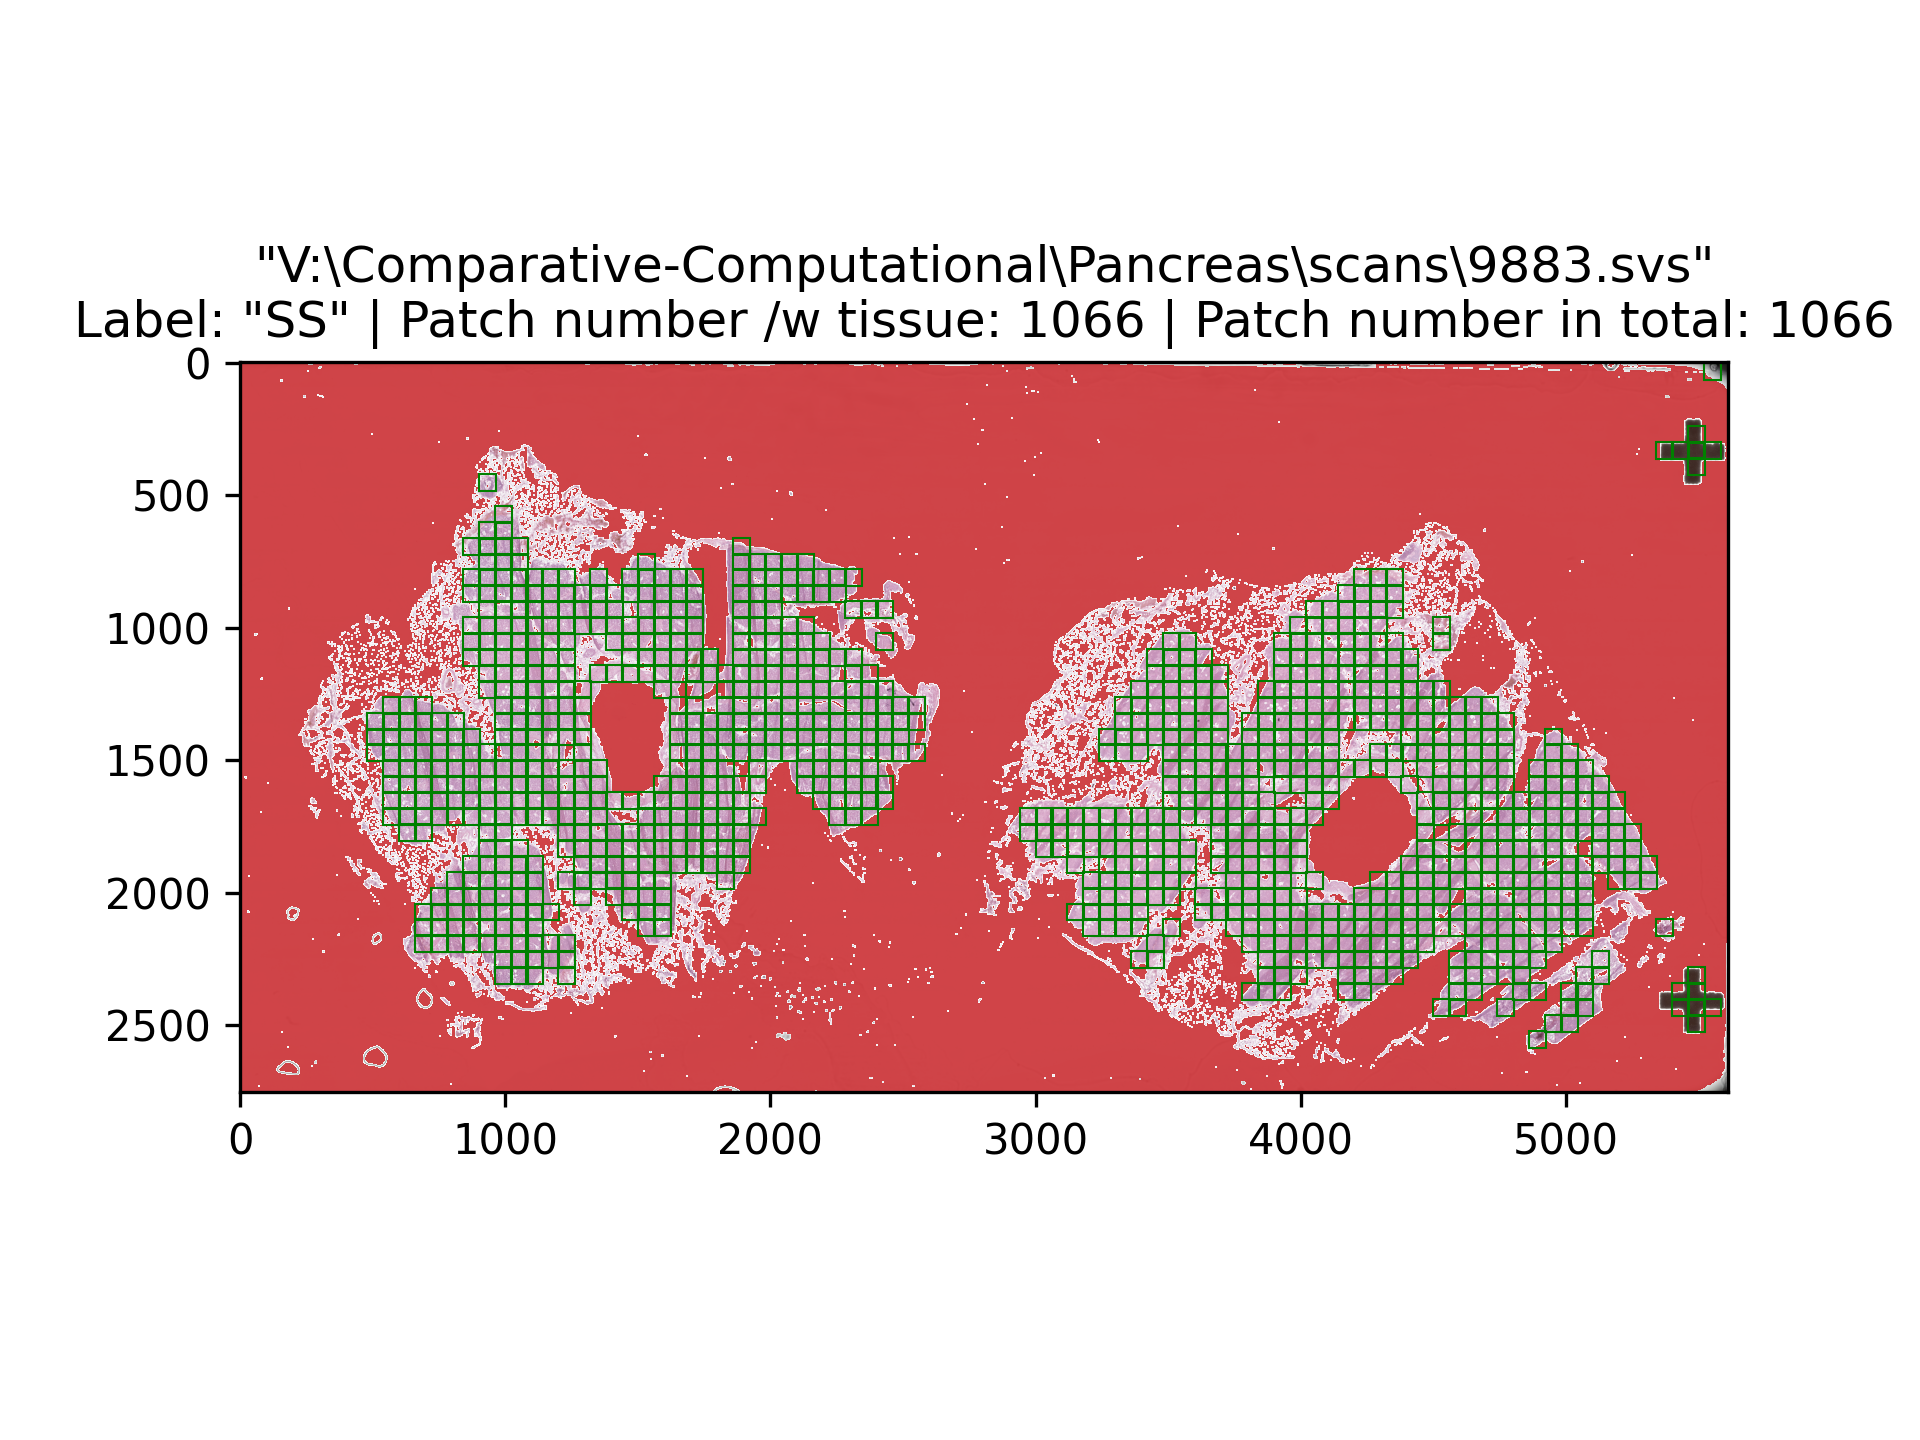 "V:\Comparative-Computational\Pancreas\scans\9883.svs"
Label: "SS" | Patch number /w tissue: 1066 | Patch number in total: 1066
0
500
1000
1500
2000
2500
0 1000 2000 3000 4000 5000